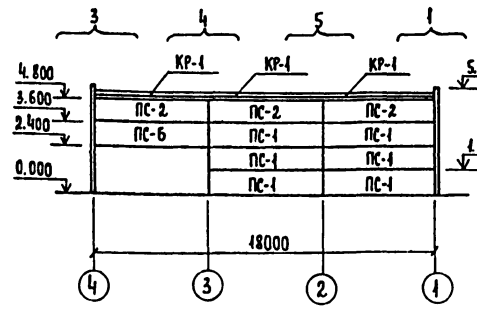 3 4 5 1
КР-1 КР-1 КР-1
4.800 5.
3.600 ПС-2 ПС-2 ПС-2
2.400 ПС-6 ПС-1 ПС-1
ПС-1 ПС-1 1.
0.000 ПС-1 ПС-1
18000
4 3 2 1